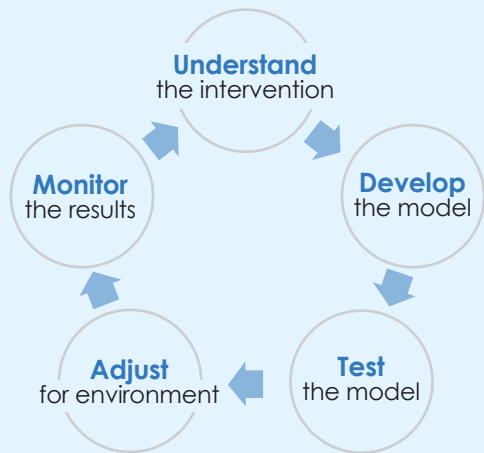 Understand
the intervention
Develop
the model
Test
the model
Adjust
for environment
Monitor
the results